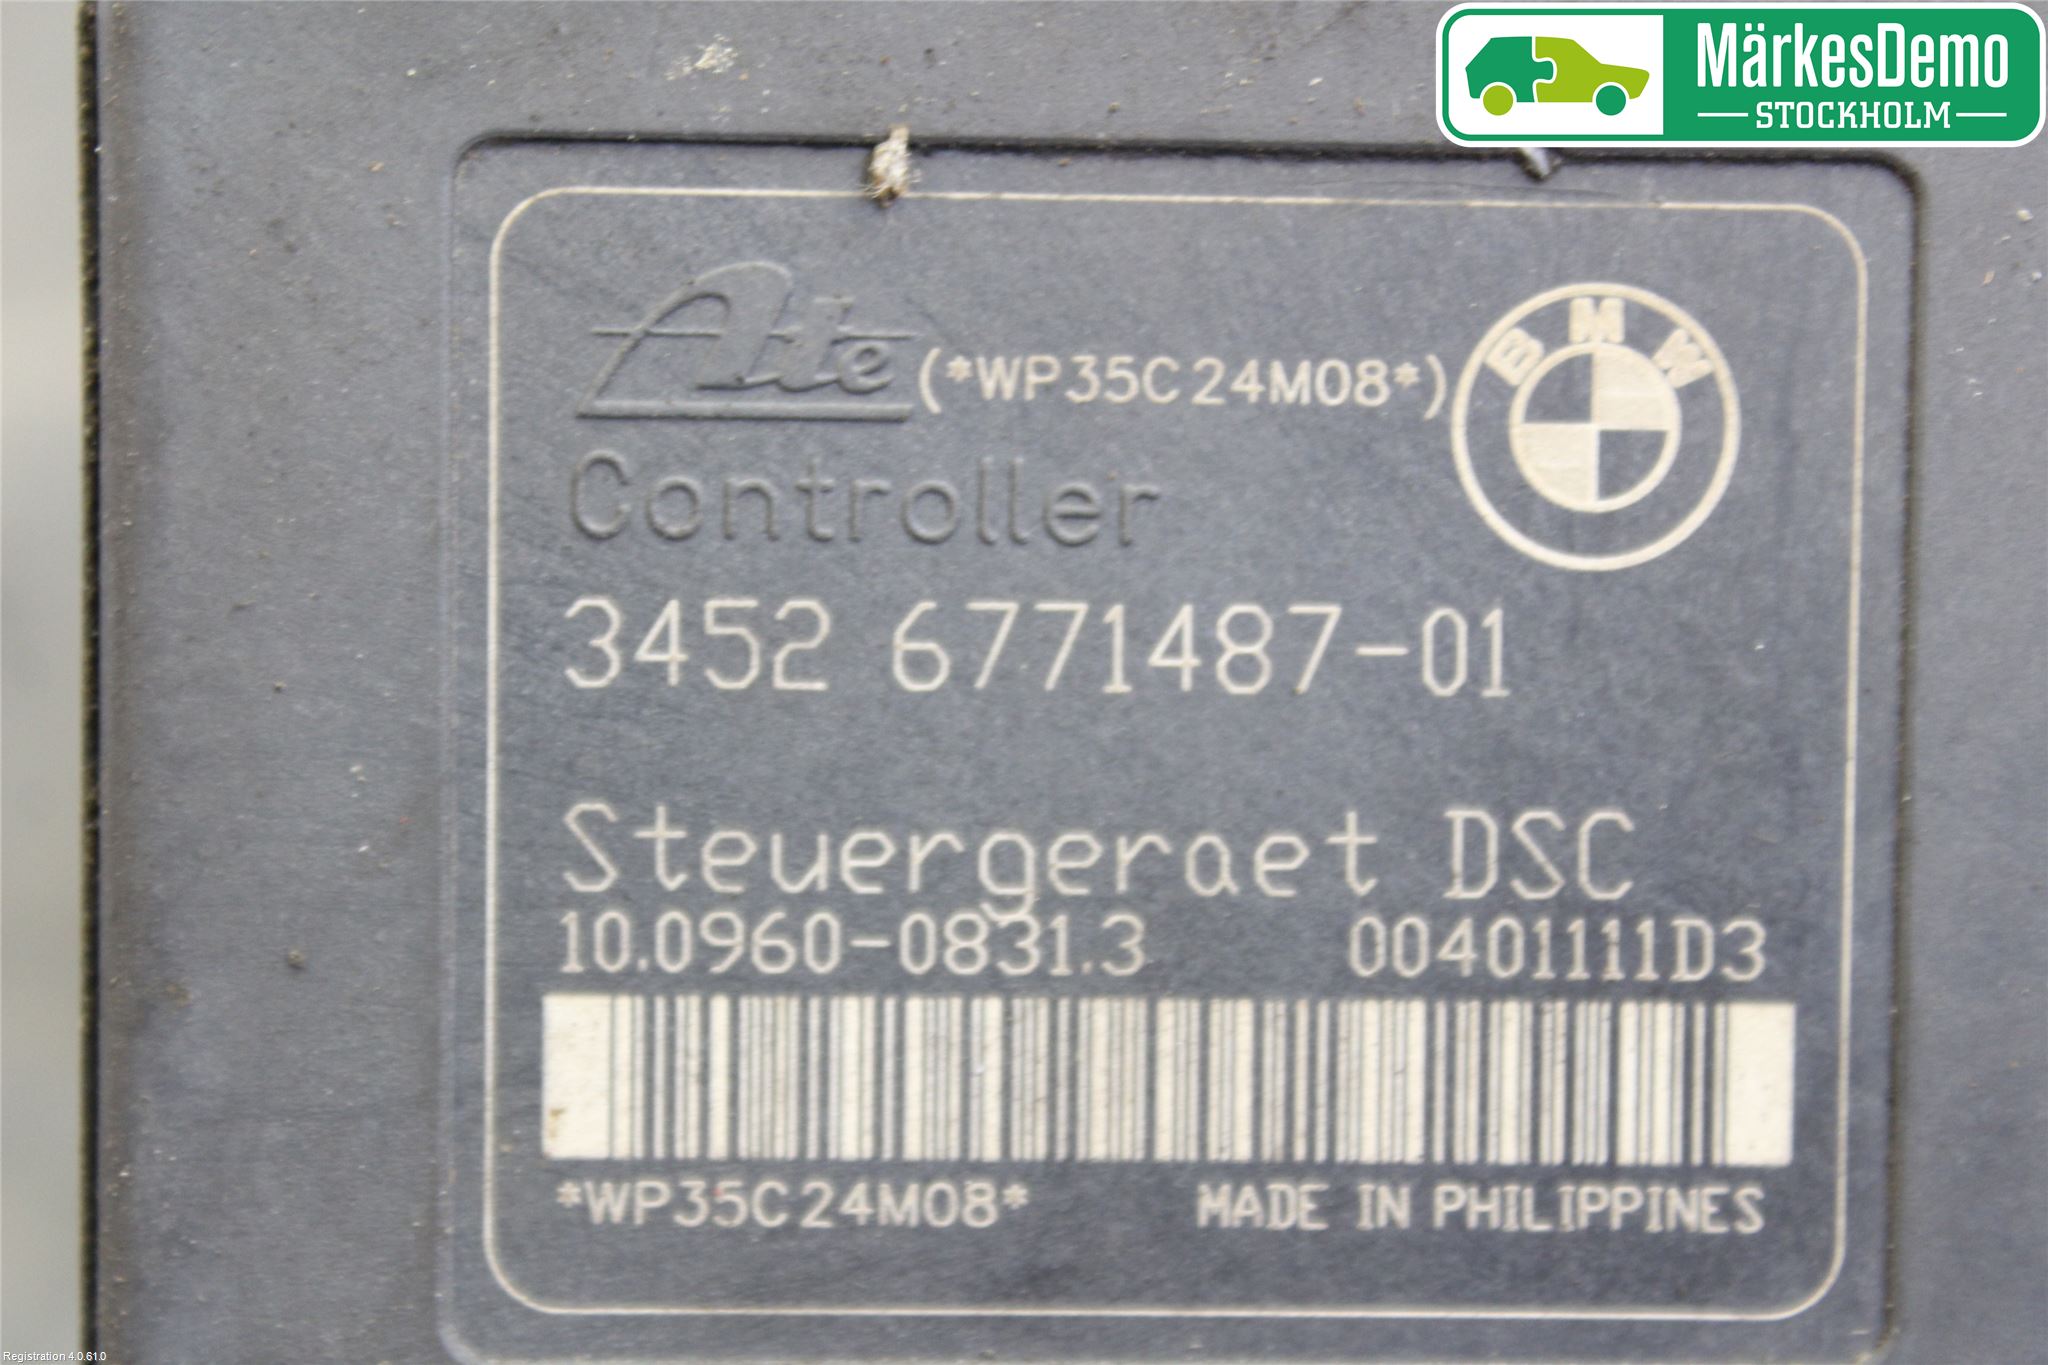 MärkesDemo
STOCKHOLM
Ate (*WP35C24M08*)
BMW
Controller
3452 6771487-01
Steuergeraet DSC
10.0960-0831.3 00401111D3
*WP35C24M08* MADE IN PHILIPPINES
Registration 4.0.61.0